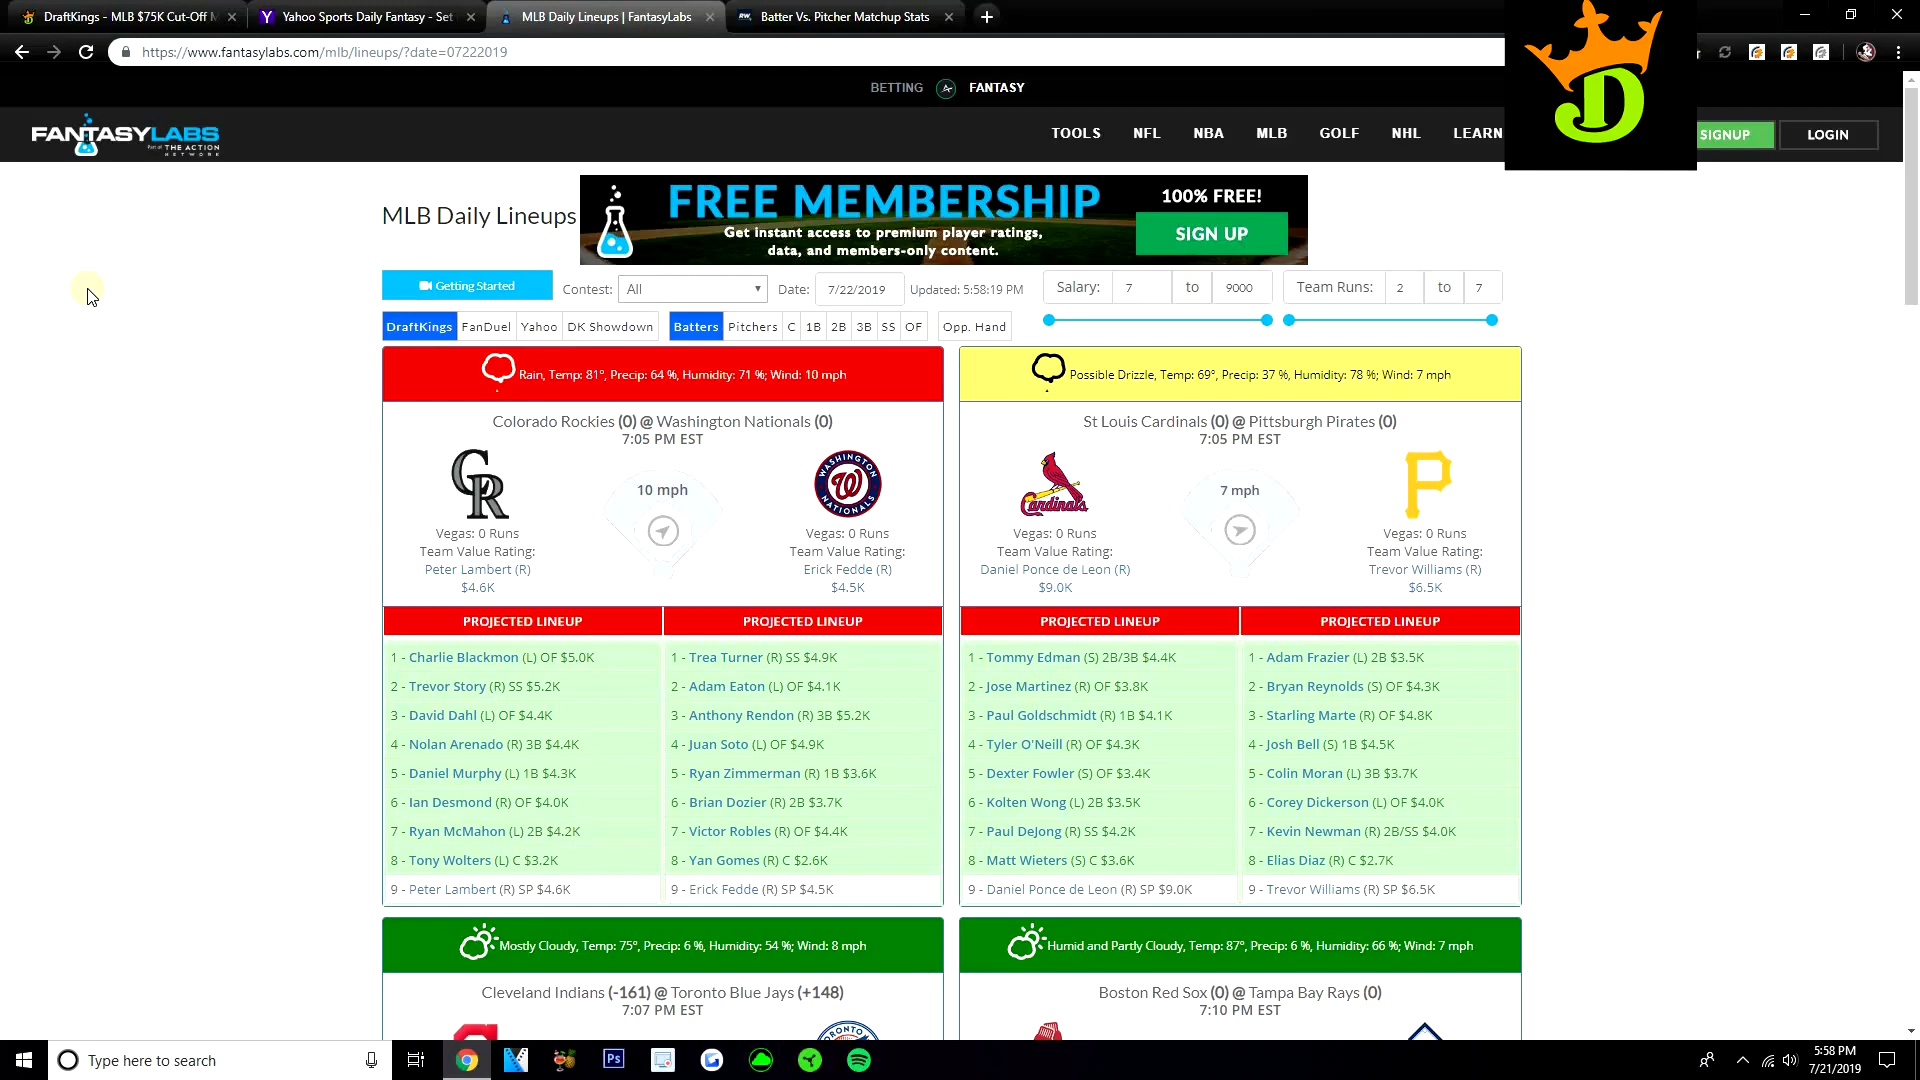 DraftKings - MLB $75K Cut-Off M
Yahoo Sports Daily Fantasy - Set
MLB Daily Lineups | FantasyLabs
RW
Batter Vs. Pitcher Matchup Stats
https://www.fantasylabs.com/mlb/lineups/?date=07222019
BETTING FANTASY
FANTASYLABS
Part of THE ACTION NETWORK
TOOLS NFL NBA MLB GOLF NHL LEARN
SIGNUP LOGIN
D
MLB Daily Lineups
FREE MEMBERSHIP
Get instant access to premium player ratings,
data, and members-only content.
100% FREE!
SIGN UP
Getting Started
Contest: All
Date: 7/22/2019 Updated: 5:58:19 PM
Salary: 7 to 9000
Team Runs: 2 to 7
DraftKings FanDuel Yahoo DK Showdown
Batters Pitchers C 1B 2B 3B SS OF
Opp. Hand
Rain, Temp: 81°, Precip: 64 %, Humidity: 71 %; Wind: 10 mph
Colorado Rockies (0) @ Washington Nationals (0)
7:05 PM EST
CR
WASHINGTON NATIONALS
W
10 mph
Vegas: 0 Runs
Team Value Rating:
Peter Lambert (R)
$4.6K
Vegas: 0 Runs
Team Value Rating:
Erick Fedde (R)
$4.5K
PROJECTED LINEUP
1 - Charlie Blackmon (L) OF $5.0K
2 - Trevor Story (R) SS $5.2K
3 - David Dahl (L) OF $4.4K
4 - Nolan Arenado (R) 3B $4.4K
5 - Daniel Murphy (L) 1B $4.3K
6 - Ian Desmond (R) OF $4.0K
7 - Ryan McMahon (L) 2B $4.2K
8 - Tony Wolters (L) C $3.2K
9 - Peter Lambert (R) SP $4.6K
PROJECTED LINEUP
1 - Trea Turner (R) SS $4.9K
2 - Adam Eaton (L) OF $4.1K
3 - Anthony Rendon (R) 3B $5.2K
4 - Juan Soto (L) OF $4.9K
5 - Ryan Zimmerman (R) 1B $3.6K
6 - Brian Dozier (R) 2B $3.7K
7 - Victor Robles (R) OF $4.4K
8 - Yan Gomes (R) C $2.6K
9 - Erick Fedde (R) SP $4.5K
Possible Drizzle, Temp: 69°, Precip: 37 %, Humidity: 78 %; Wind: 7 mph
St Louis Cardinals (0) @ Pittsburgh Pirates (0)
7:05 PM EST
Cardinals
P
7 mph
Vegas: 0 Runs
Team Value Rating:
Daniel Ponce de Leon (R)
$9.0K
Vegas: 0 Runs
Team Value Rating:
Trevor Williams (R)
$6.5K
PROJECTED LINEUP
1 - Tommy Edman (S) 2B/3B $4.4K
2 - Jose Martinez (R) OF $3.8K
3 - Paul Goldschmidt (R) 1B $4.1K
4 - Tyler O'Neill (R) OF $4.3K
5 - Dexter Fowler (S) OF $3.4K
6 - Kolten Wong (L) 2B $3.5K
7 - Paul DeJong (R) SS $4.2K
8 - Matt Wieters (S) C $3.6K
9 - Daniel Ponce de Leon (R) SP $9.0K
PROJECTED LINEUP
1 - Adam Frazier (L) 2B $3.5K
2 - Bryan Reynolds (S) OF $4.3K
3 - Starling Marte (R) OF $4.8K
4 - Josh Bell (S) 1B $4.5K
5 - Colin Moran (L) 3B $3.7K
6 - Corey Dickerson (L) OF $4.0K
7 - Kevin Newman (R) 2B/SS $4.0K
8 - Elias Diaz (R) C $2.7K
9 - Trevor Williams (R) SP $6.5K
Mostly Cloudy, Temp: 75°, Precip: 6 %, Humidity: 54 %; Wind: 8 mph
Cleveland Indians (-161) @ Toronto Blue Jays (+148)
7:07 PM EST
TORONTO
Humid and Partly Cloudy, Temp: 87°, Precip: 6 %, Humidity: 66 %; Wind: 7 mph
Boston Red Sox (0) @ Tampa Bay Rays (0)
7:10 PM EST
Type here to search
Ps
5:58 PM
7/21/2019